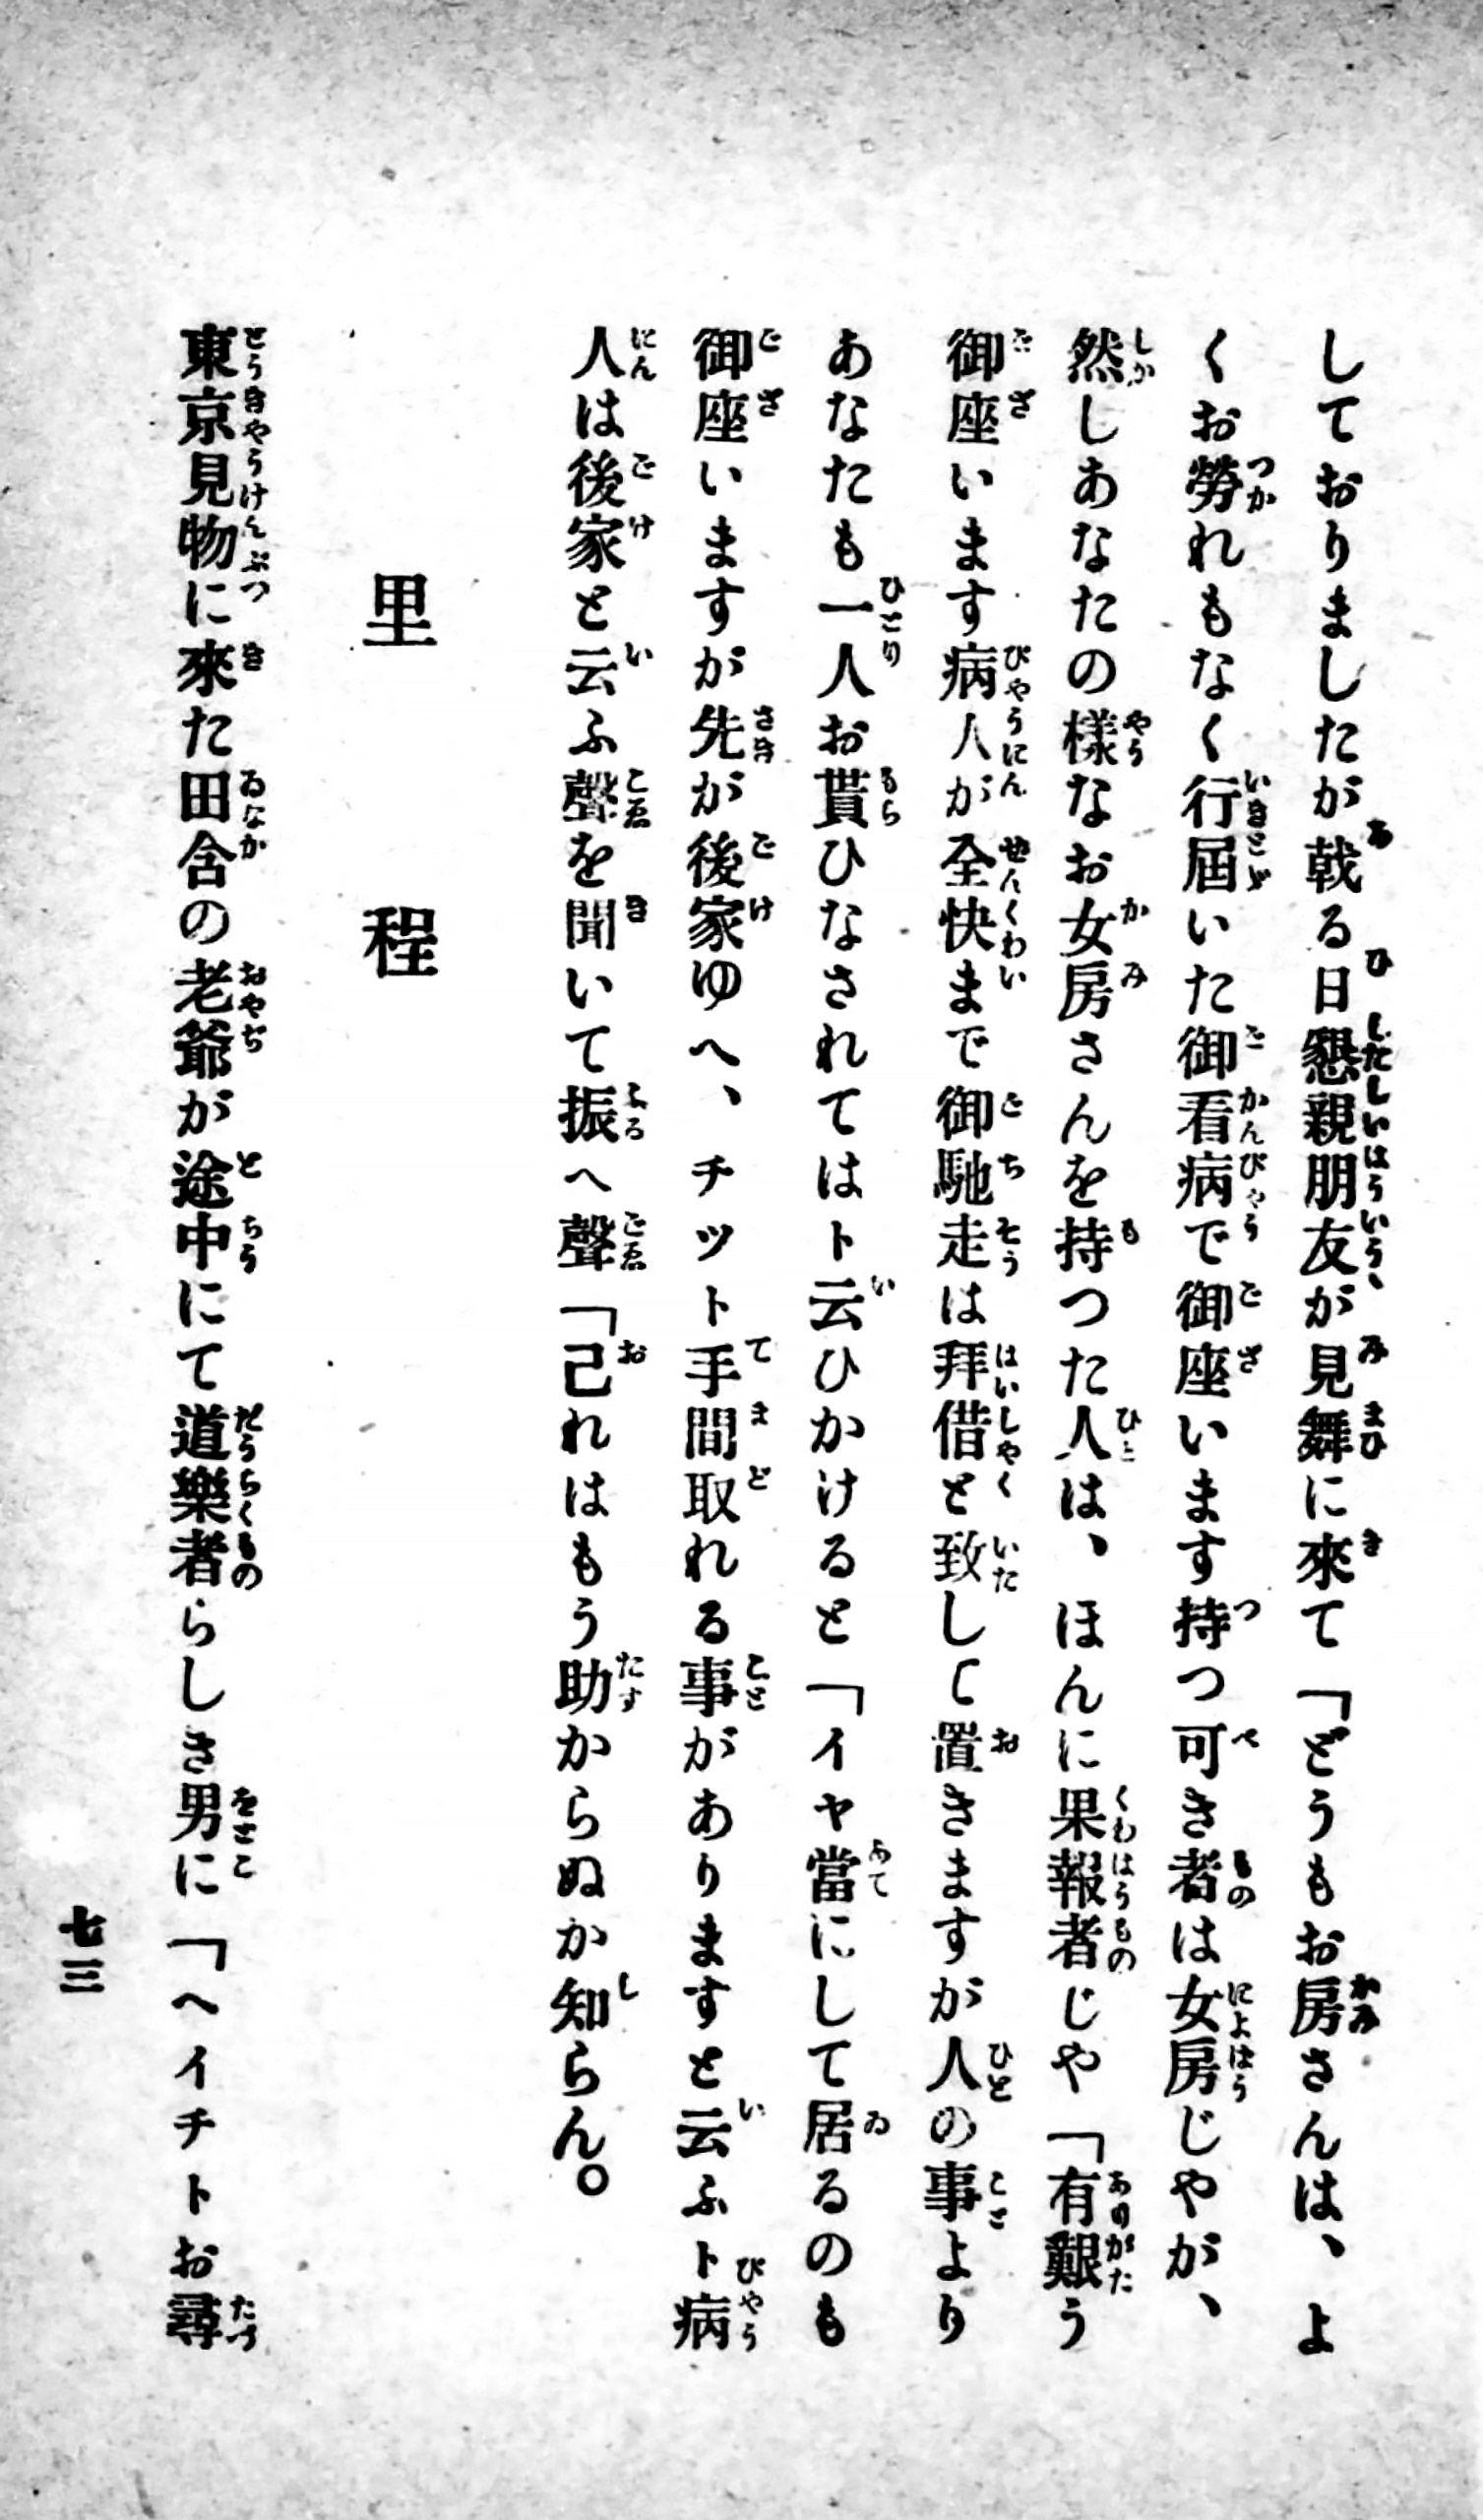 しておりましたが戟る日懇親朋友が見舞に來て「どうもお房さんは、よ
くお勞れもなく行屆いた御看病で御座います持つ可き者は女房じやが、
然しあなたの樣なお女房さんを持つた人は、ほんに果報者じや「有艱う
御座います病人が全快まで御馳走は拜借と致して置きますが人の事より
あなたも一人お貰ひなされてはト云ひかけると「イヤ當にして居るのも
御座いますが先が後家ゆへ、チット手間取れる事がありますと云ふト病
人は後家と云ふ聲を聞いて振へ聲「己れはもう助からぬか知らん。
里程
東京見物に來た田舍の老爺が途中にて道樂者らしき男に「ヘイチトお尋
七三